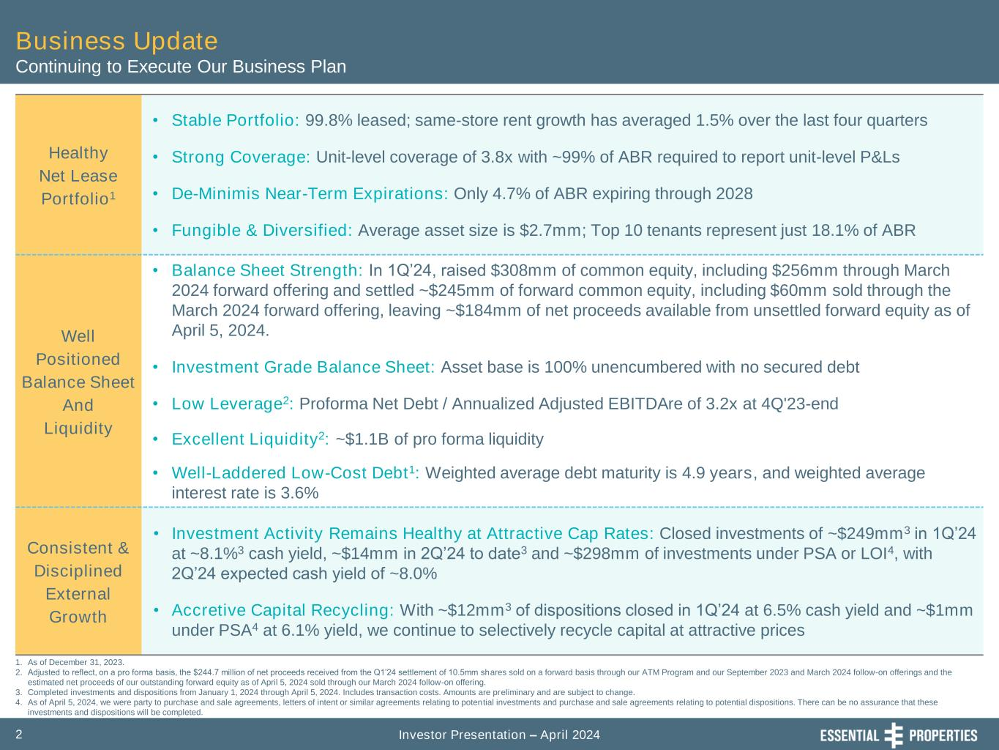 Business Update
Continuing to Execute Our Business Plan
Healthy
Net Lease
Portfolio1
• Stable Portfolio: 99.8% leased; same-store rent growth has averaged 1.5% over the last four quarters
• Strong Coverage: Unit-level coverage of 3.8x with ~99% of ABR required to report unit-level P&Ls
• De-Minimis Near-Term Expirations: Only 4.7% of ABR expiring through 2028
• Fungible & Diversified: Average asset size is $2.7mm; Top 10 tenants represent just 18.1% of ABR
Well
Positioned
Balance Sheet
And
Liquidity
• Balance Sheet Strength: In 1Q’24, raised $308mm of common equity, including $256mm through March
2024 forward offering and settled ~$245mm of forward common equity, including $60mm sold through the
March 2024 forward offering, leaving ~$184mm of net proceeds available from unsettled forward equity as of
April 5, 2024.
• Investment Grade Balance Sheet: Asset base is 100% unencumbered with no secured debt
• Low Leverage2: Proforma Net Debt / Annualized Adjusted EBITDAre of 3.2x at 4Q'23-end
• Excellent Liquidity2: ~$1.1B of pro forma liquidity
• Well-Laddered Low-Cost Debt1: Weighted average debt maturity is 4.9 years, and weighted average
interest rate is 3.6%
Consistent &
Disciplined
External
Growth
• Investment Activity Remains Healthy at Attractive Cap Rates: Closed investments of ~$249mm3 in 1Q’24
at ~8.1%3 cash yield, ~$14mm in 2Q’24 to date3 and ~$298mm of investments under PSA or LOI4, with
2Q’24 expected cash yield of ~8.0%
• Accretive Capital Recycling: With ~$12mm3 of dispositions closed in 1Q’24 at 6.5% cash yield and ~$1mm
under PSA4 at 6.1% yield, we continue to selectively recycle capital at attractive prices
1. As of December 31, 2023.
2. Adjusted to reflect, on a pro forma basis, the $244.7 million of net proceeds received from the Q1’24 settlement of 10.5mm shares sold on a forward basis through our ATM Program and our September 2023 and March 2024 follow-on offerings and the
estimated net proceeds of our outstanding forward equity as of April 5, 2024 sold through our March 2024 follow-on offering.
3. Completed investments and dispositions from January 1, 2024 through April 5, 2024. Includes transaction costs. Amounts are preliminary and are subject to change.
4. As of April 5, 2024, we were party to purchase and sale agreements, letters of intent or similar agreements relating to potential investments and purchase and sale agreements relating to potential dispositions. There can be no assurance that these
investments and dispositions will be completed.
2
Investor Presentation – April 2024
ESSENTIAL PROPERTIES